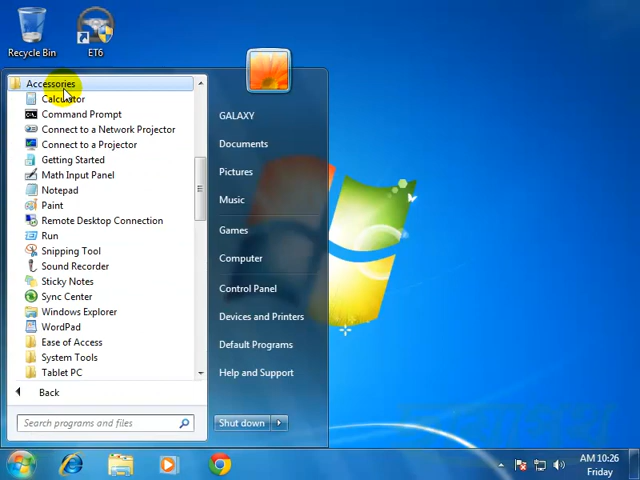 Recycle Bin
ET6
Accessories
Calculator
Command Prompt
Connect to a Network Projector
Connect to a Projector
Getting Started
Math Input Panel
Notepad
Paint
Remote Desktop Connection
Run
Snipping Tool
Sound Recorder
Sticky Notes
Sync Center
Windows Explorer
WordPad
Ease of Access
System Tools
Tablet PC
Back
Search programs and files
GALAXY
Documents
Pictures
Music
Games
Computer
Control Panel
Devices and Printers
Default Programs
Help and Support
Shut down
AM 10:26
Friday